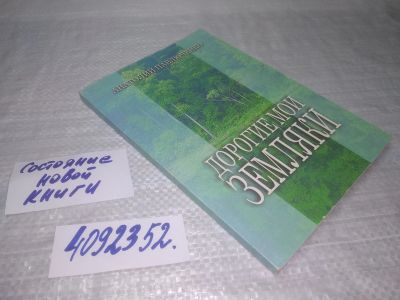 ДОРОГИЕ МОИ
ЗЕМЛЯКИ
Состояние
новой
книги
4092352.